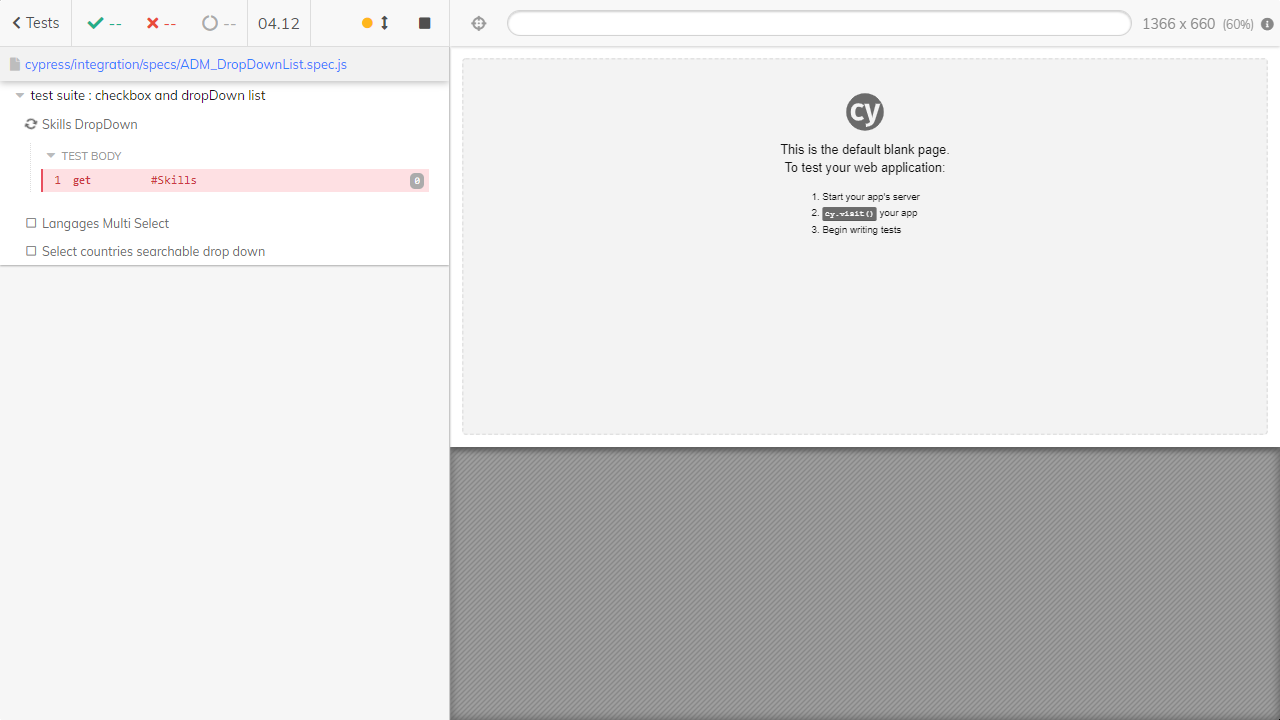 Tests -- -- -- 04.12
1366 x 660 (60%)
cypress/integration/specs/ADM_DropDownList.spec.js
test suite : checkbox and dropDown list
Skills DropDown
TEST BODY
1 get #Skills 0
Langages Multi Select
Select countries searchable drop down
cy
This is the default blank page.
To test your web application:
1. Start your app's server
2. cy.visit() your app
3. Begin writing tests